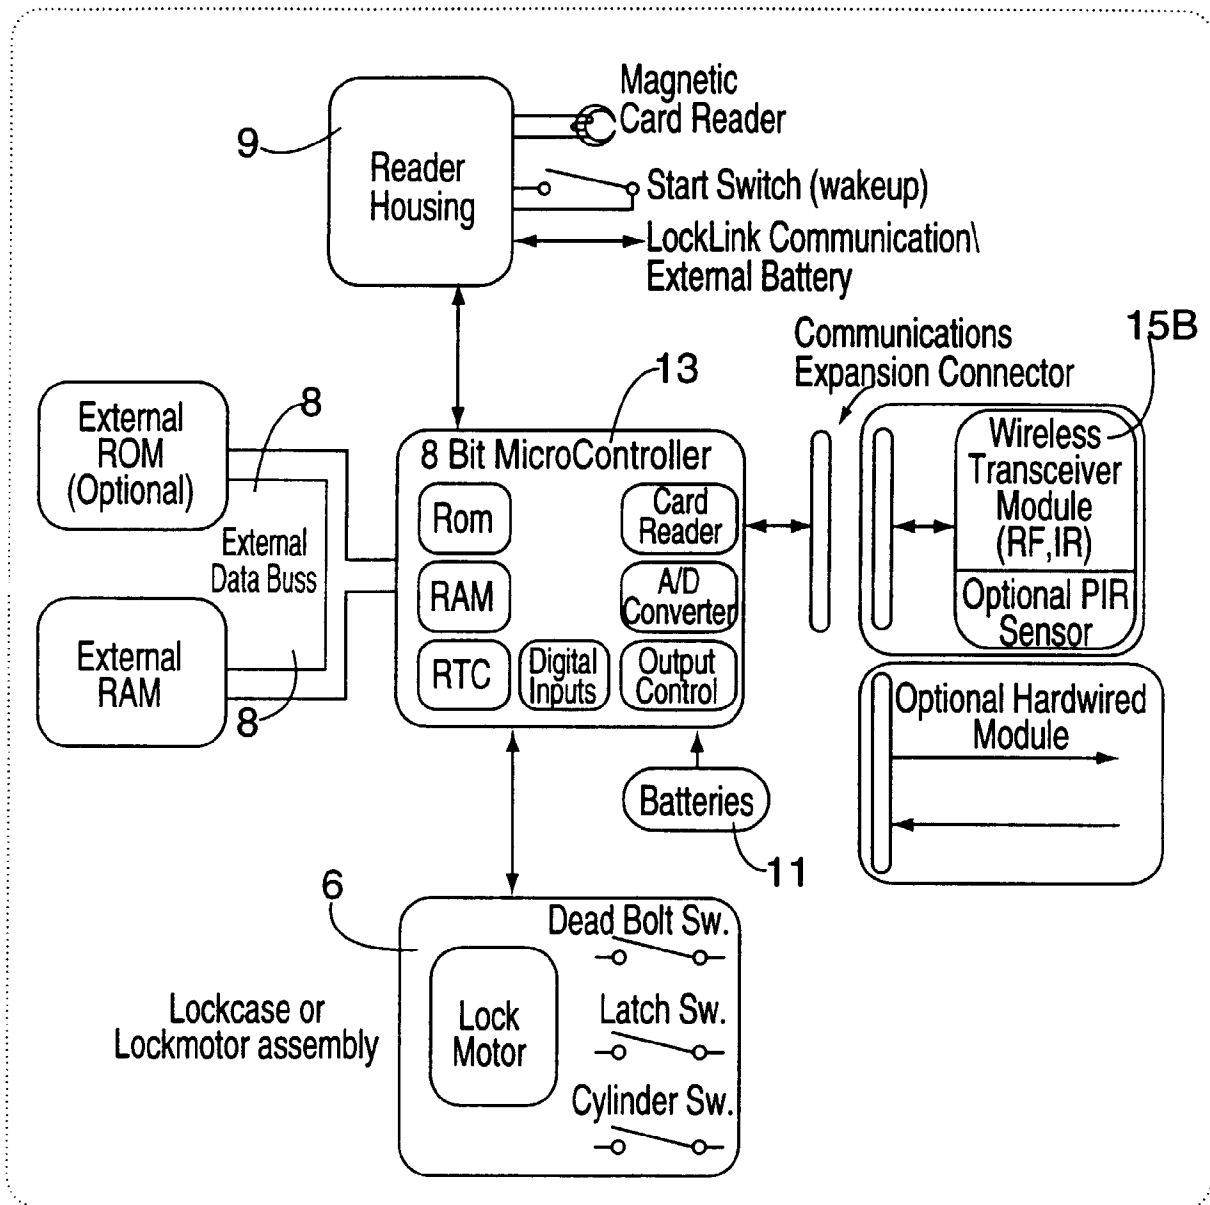 Magnetic
Card Reader
9
Reader
Housing
Start Switch (wakeup)
LockLink Communication\
External Battery
Communications
Expansion Connector
15B
13
External
ROM
(Optional)
8
8 Bit MicroController
Rom
Card
Reader
Wireless
Transceiver
Module
(RF,IR)
External
Data Buss
RAM
A/D
Converter
Optional PIR
Sensor
External
RAM
8
RTC
Digital
Inputs
Output
Control
Optional Hardwired
Module
Batteries
11
6
Dead Bolt Sw.
Lockcase or
Lockmotor assembly
Lock
Motor
Latch Sw.
Cylinder Sw.